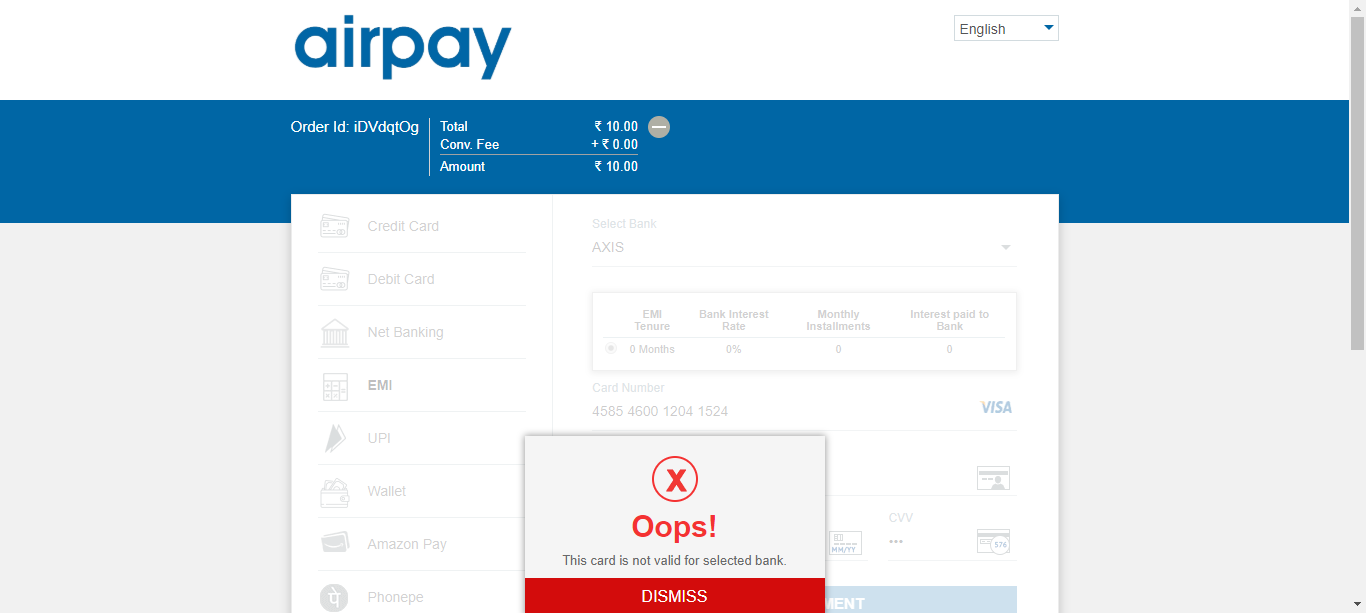 airpay
English
Order Id: iDVdqtOg
Total ₹ 10.00
Conv. Fee + ₹ 0.00
Amount ₹ 10.00
Credit Card
Debit Card
Net Banking
EMI
UPI
Wallet
Amazon Pay
Phonepe
Select Bank
AXIS
EMI Bank Interest Monthly Interest paid to
Tenure Rate Installments Bank
0 Months 0% 0 0
Card Number
4585 4600 1204 1524 VISA
CVV
MM/YY ••• 576
X
Oops!
This card is not valid for selected bank.
DISMISS
MENT